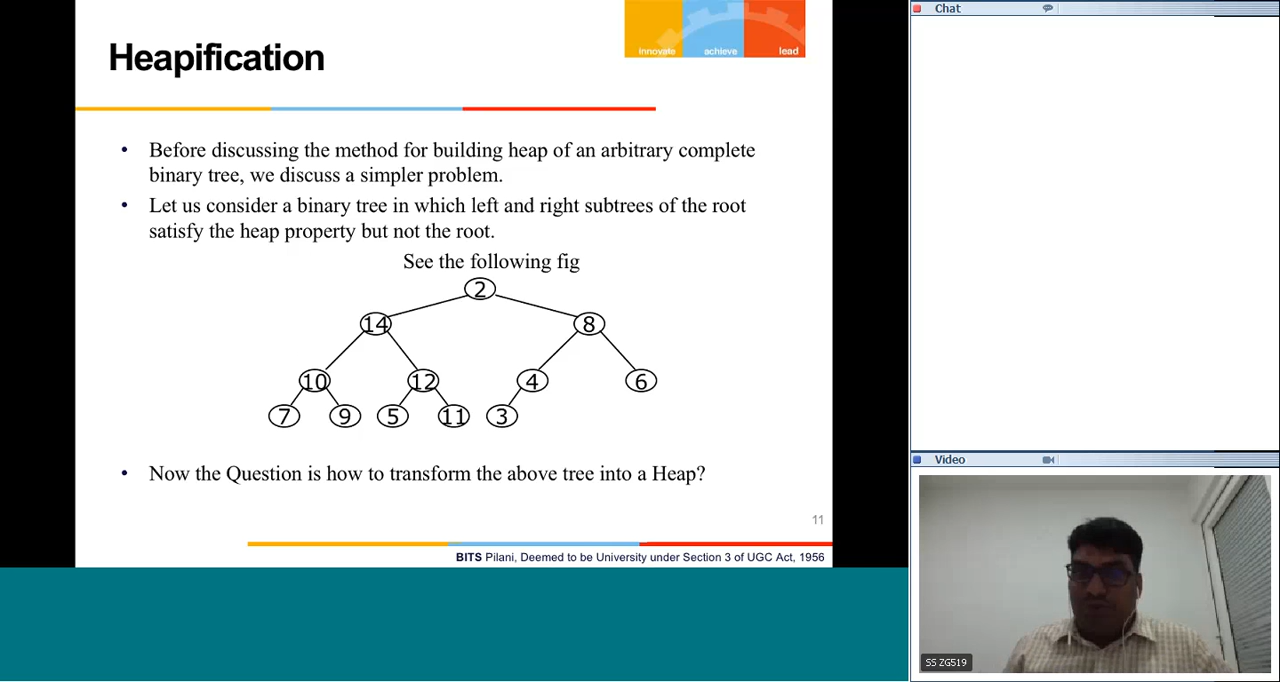 Heapification
innovate achieve lead
• Before discussing the method for building heap of an arbitrary complete
binary tree, we discuss a simpler problem.
• Let us consider a binary tree in which left and right subtrees of the root
satisfy the heap property but not the root.
See the following fig
2
14 8
10 12 4 6
7 9 5 11 3
• Now the Question is how to transform the above tree into a Heap?
11
BITS Pilani, Deemed to be University under Section 3 of UGC Act, 1956
Chat
Video
SS ZG519